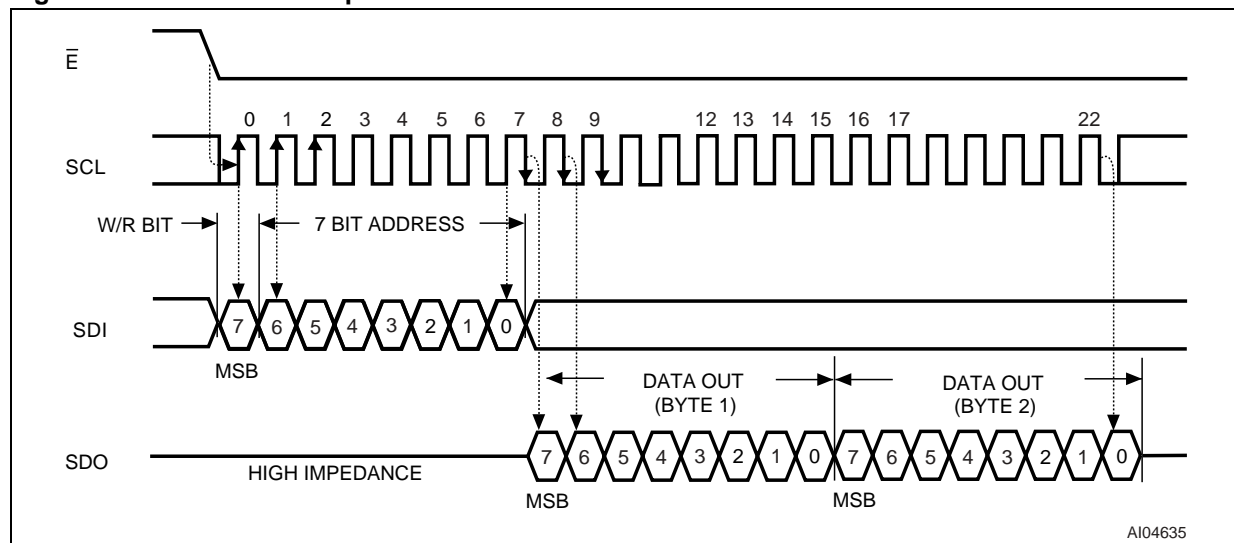 E̅
0 1 2 3 4 5 6 7 8 9 12 13 14 15 16 17 22
SCL
W/R BIT 7 BIT ADDRESS
SDI 7 6 5 4 3 2 1 0
MSB
DATA OUT DATA OUT
(BYTE 1) (BYTE 2)
SDO HIGH IMPEDANCE 7 6 5 4 3 2 1 0 7 6 5 4 3 2 1 0
MSB MSB
AI04635